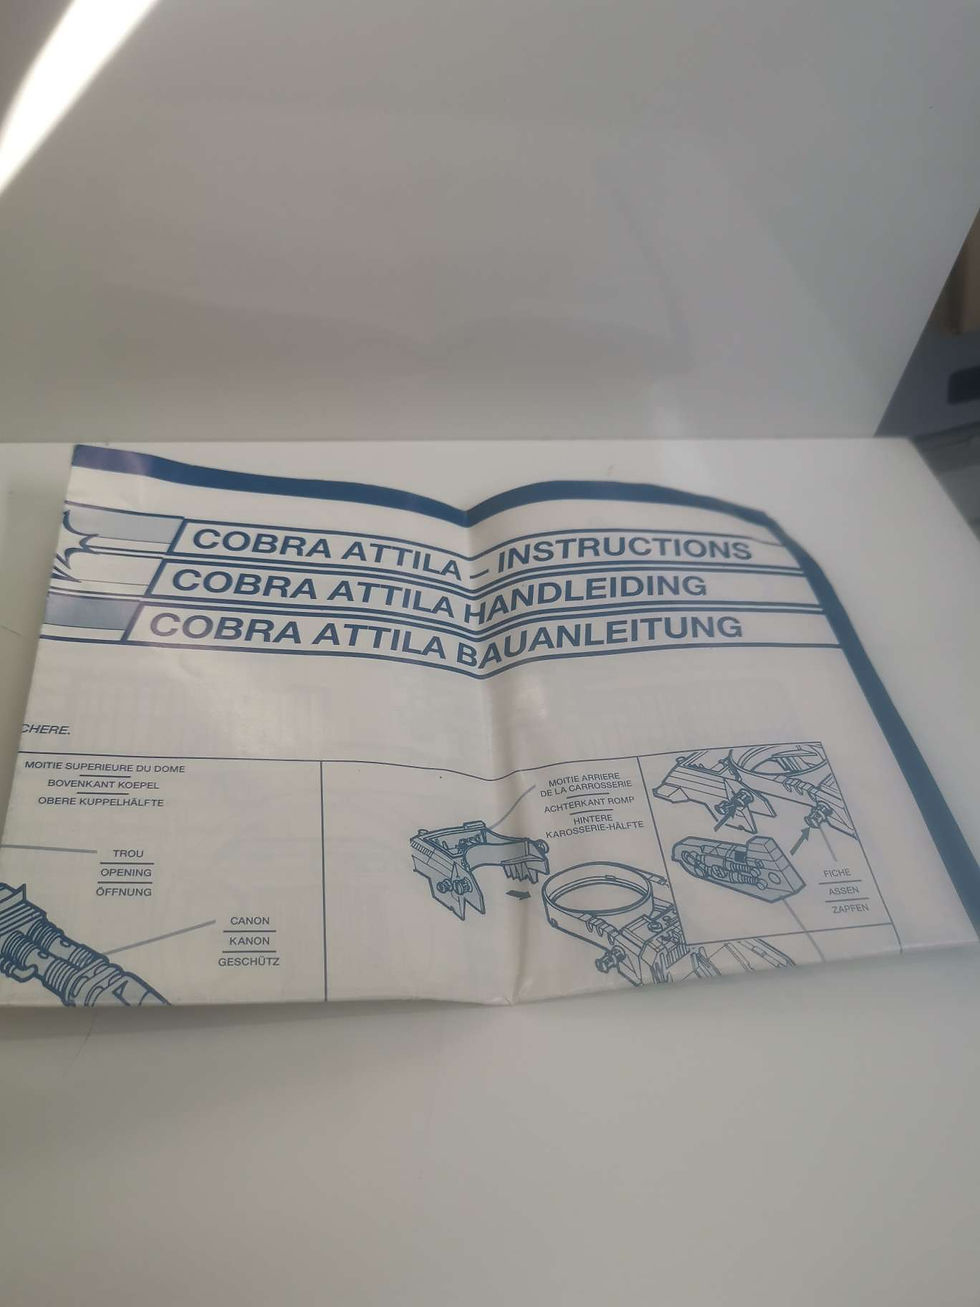 COBRA ATTILA – INSTRUCTIONS
COBRA ATTILA HANDLEIDING
COBRA ATTILA BAUANLEITUNG
CHERE.
MOITIE SUPERIEURE DU DOME
BOVENKANT KOEPEL
OBERE KUPPELHÄLFTE
TROU
OPENING
ÖFFNUNG
CANON
KANON
GESCHÜTZ
MOITIE ARRIERE
DE LA CARROSSERIE
ACHTERKANT ROMP
HINTERE
KAROSSERIE-HÄLFTE
FICHE
ASSEN
ZAPFEN